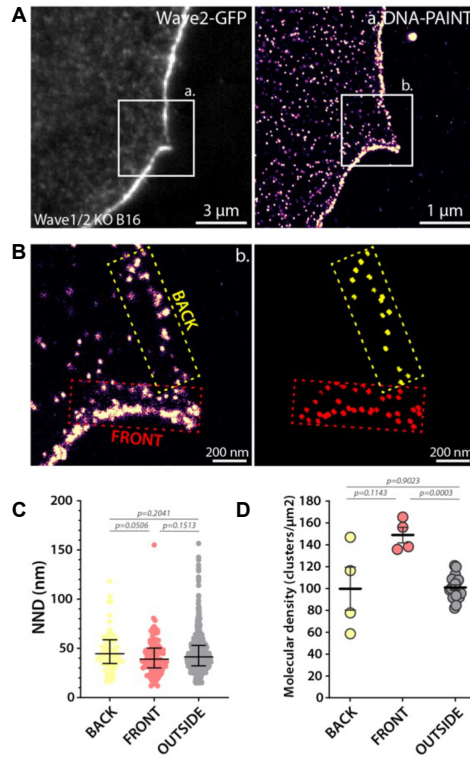 A
Wave2-GFP
a.
Wave1/2 KO B16
3 μm
a. DNA-PAINT
b.
1 μm
B
b.
BACK
FRONT
200 nm
200 nm
C
NND (nm)
200
150
100
50
0
p=0.2041
p=0.0506
p=0.1513
BACK
FRONT
OUTSIDE
D
Molecular density (clusters/μm2)
180
160
140
120
100
80
60
40
20
0
p=0.9023
p=0.1143
p=0.0003
BACK
FRONT
OUTSIDE